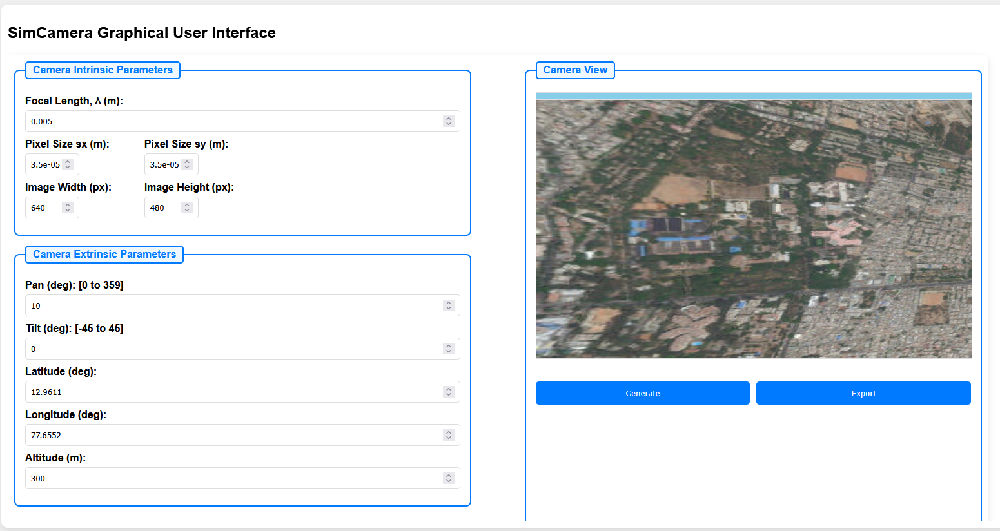 SimCamera Graphical User Interface
Camera Intrinsic Parameters
Focal Length, λ (m):
0.005
Pixel Size sx (m): Pixel Size sy (m):
3.5e-05 3.5e-05
Image Width (px): Image Height (px):
640 480
Camera Extrinsic Parameters
Pan (deg): [0 to 359]
10
Tilt (deg): [-45 to 45]
0
Latitude (deg):
12.9611
Longitude (deg):
77.6552
Altitude (m):
300
Camera View
Generate Export